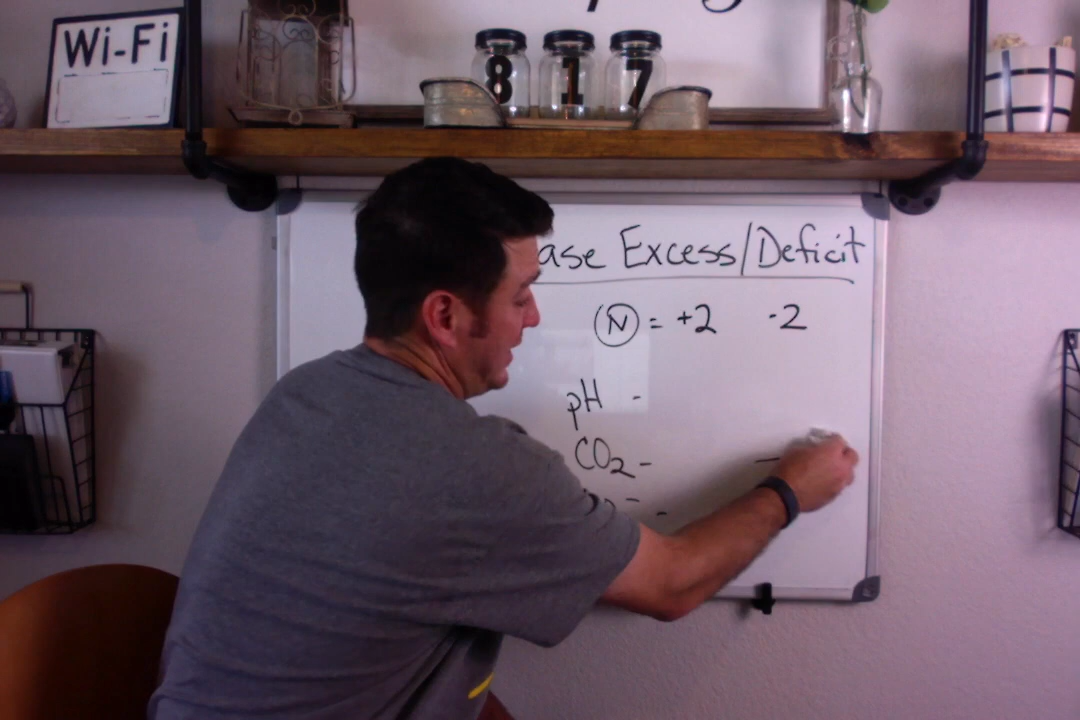 Wi-Fi
8 1 7
ase Excess/Deficit
N = +2 -2
pH -
CO2 -